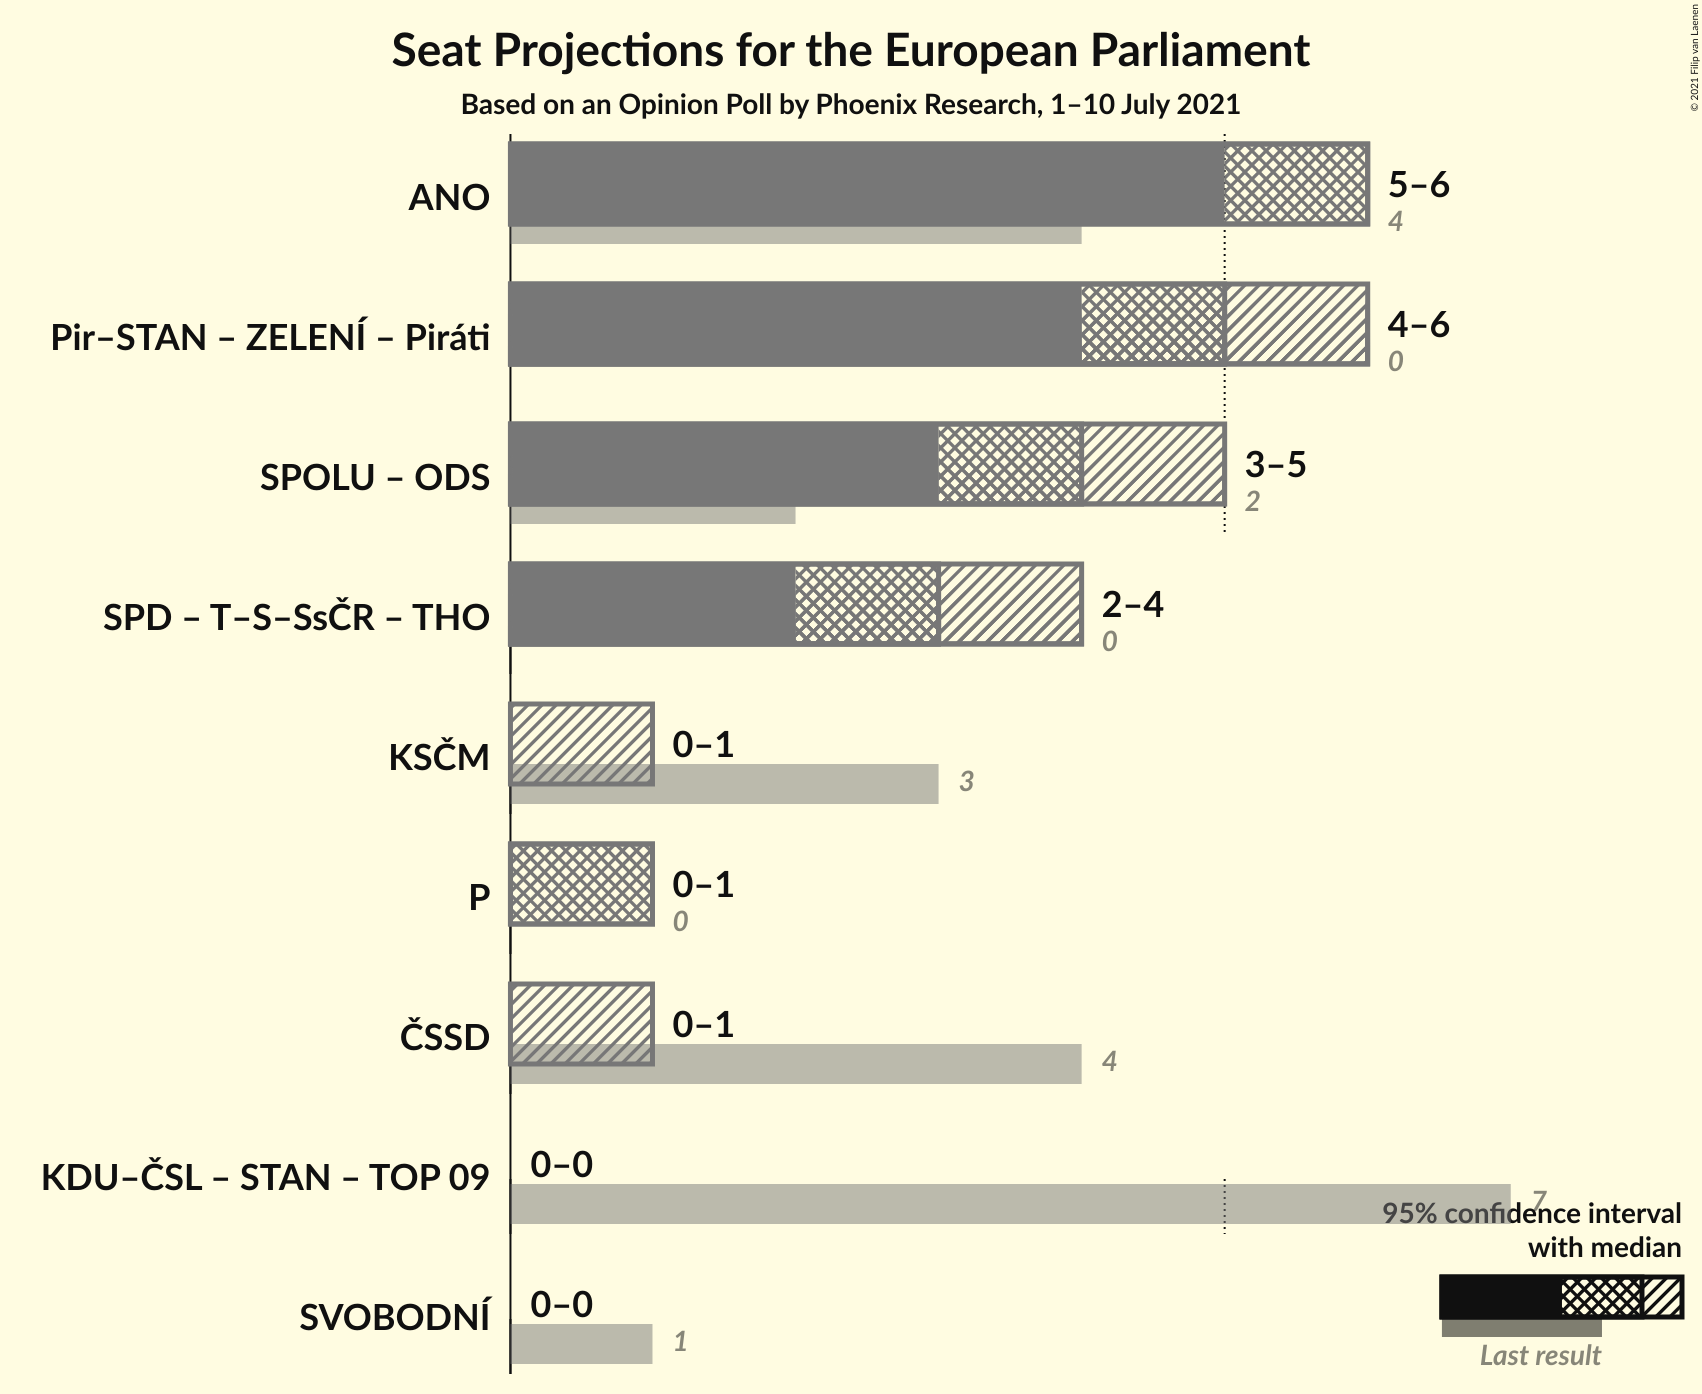 Seat Projections for the European Parliament
Based on an Opinion Poll by Phoenix Research, 1–10 July 2021
© 2021 Filip van Laenen
ANO
5–6
4
Pir–STAN – ZELENÍ – Piráti
4–6
0
SPOLU – ODS
3–5
2
SPD – T–S–SsČR – THO
2–4
0
KSČM
0–1
3
P
0–1
0
ČSSD
0–1
4
KDU–ČSL – STAN – TOP 09
0–0
7
SVOBODNÍ
0–0
1
95% confidence interval
with median
Last result